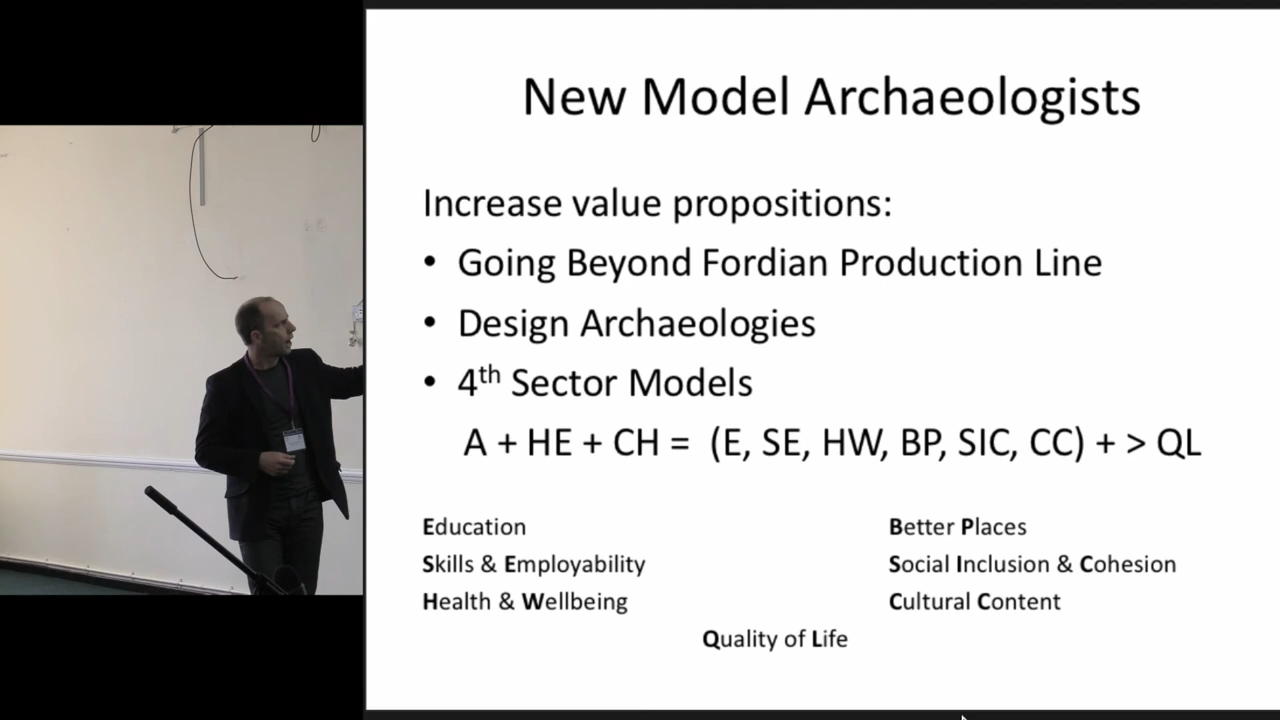 New Model Archaeologists
Increase value propositions:
• Going Beyond Fordian Production Line
• Design Archaeologies
• 4th Sector Models
A + HE + CH = (E, SE, HW, BP, SIC, CC) + > QL
Education
Skills & Employability
Health & Wellbeing
Better Places
Social Inclusion & Cohesion
Cultural Content
Quality of Life